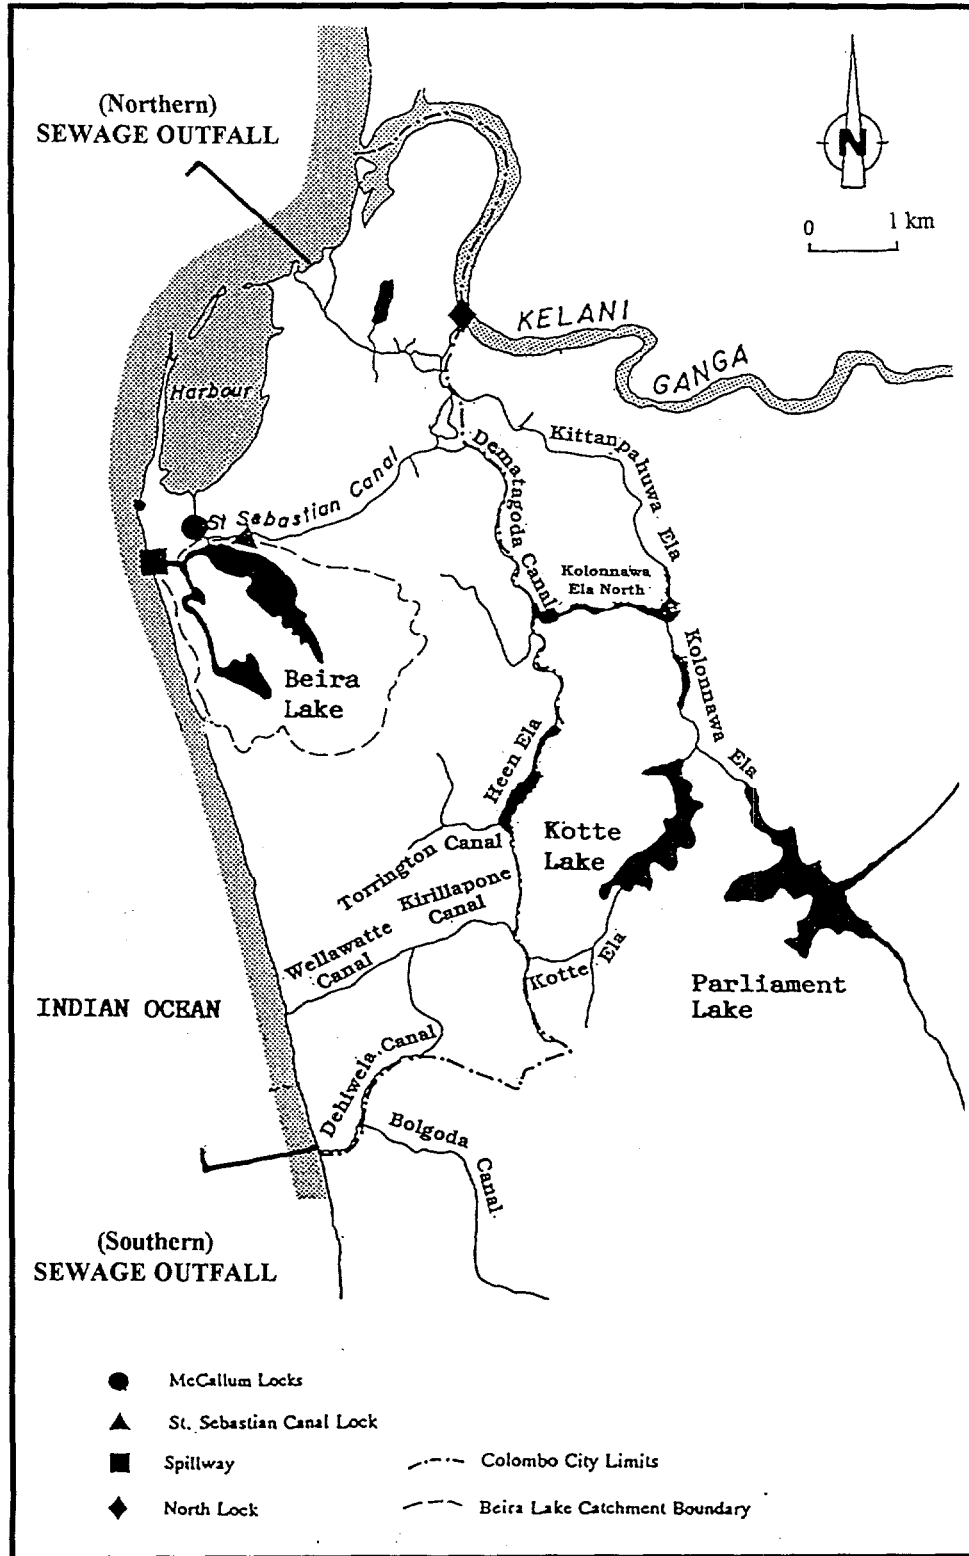 (Northern)
SEWAGE OUTFALL
N
0 1 km
KELANI
GANGA
Harbour
St Sebastian Canal
Dematagoda Canal
Kittanpahuwa Ela
Kolonnawa
Ela North
Kolonnawa Ela
Beira
Lake
Heen Ela
Kotte
Lake
Torrington Canal
Kirillapone
Canal
Wellawatte
Canal
Kotte Ela
Parliament
Lake
INDIAN OCEAN
Dehiwela Canal
Bolgoda Canal
(Southern)
SEWAGE OUTFALL
McCallum Locks
St. Sebastian Canal Lock
Spillway
Colombo City Limits
North Lock
Beira Lake Catchment Boundary